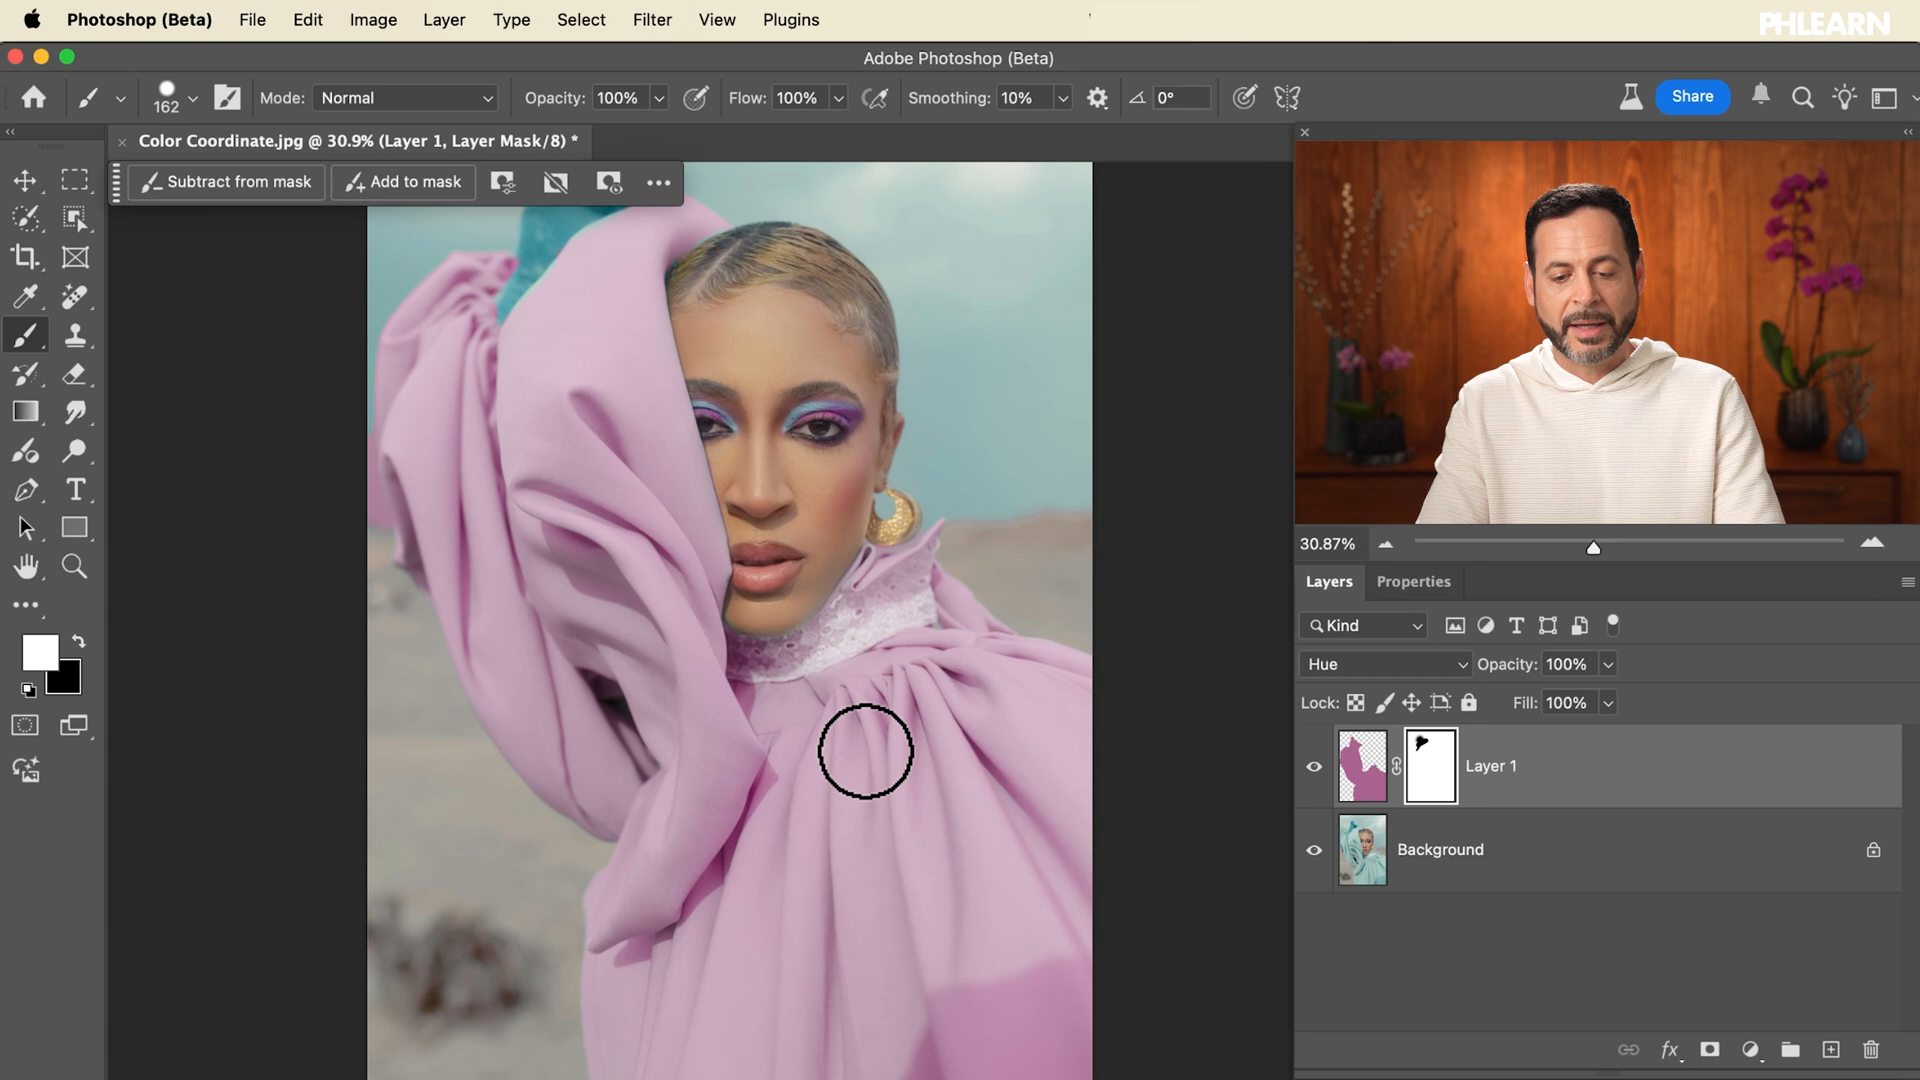 Photoshop (Beta) File Edit Image Layer Type Select Filter View Plugins
PHLEARN
Adobe Photoshop (Beta)
162 Mode: Normal Opacity: 100% Flow: 100% Smoothing: 10% 0° Share
Color Coordinate.jpg @ 30.9% (Layer 1, Layer Mask/8) *
Subtract from mask Add to mask
30.87%
Layers Properties
Kind
Hue Opacity: 100%
Lock: Fill: 100%
Layer 1
Background
fx